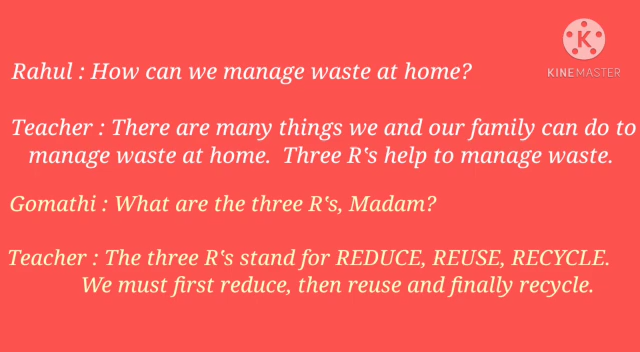 KINEMASTER
Rahul : How can we manage waste at home?
Teacher : There are many things we and our family can do to
manage waste at home. Three R‛s help to manage waste.
Gomathi : What are the three R‛s, Madam?
Teacher : The three R‛s stand for REDUCE, REUSE, RECYCLE.
We must first reduce, then reuse and finally recycle.